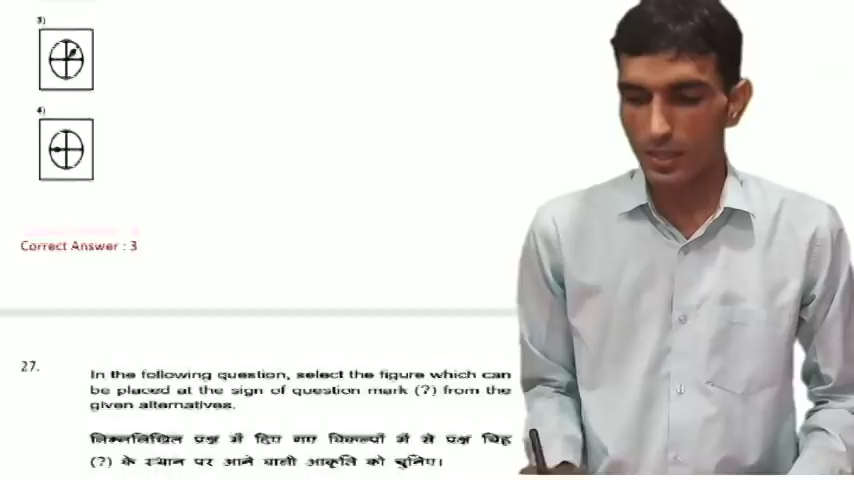 3)
4)
Correct Answer : 3
27.
In the following question, select the figure which can
be placed at the sign of question mark (?) from the
given alternatives.
निम्नलिखित प्रश्न में दिए गए विकल्पों में से प्रश्न चिह्न
(?) के स्थान पर आने वाली आकृति को चुनिए।